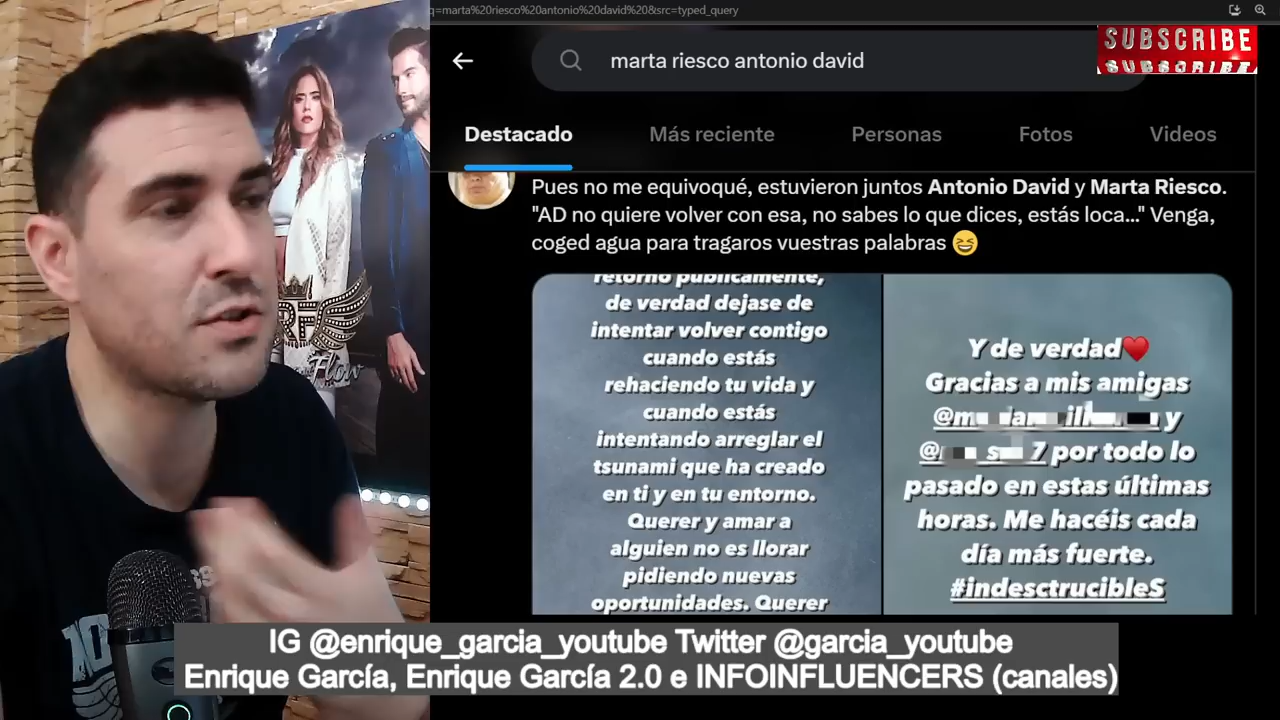 q=marta%20riesco%20antonio%20david%20&src=typed_query
SUBSCRIBE
SUBSCRIBE
marta riesco antonio david
Destacado
Más reciente
Personas
Fotos
Videos
Pues no me equivoqué, estuvieron juntos Antonio David y Marta Riesco.
"AD no quiere volver con esa, no sabes lo que dices, estás loca..." Venga,
coged agua para tragaros vuestras palabras 😆
retorno públicamente,
de verdad dejase de
intentar volver contigo
cuando estás
rehaciendo tu vida y
cuando estás
intentando arreglar el
tsunami que ha creado
en ti y en tu entorno.
Querer y amar a
alguien no es llorar
pidiendo nuevas
oportunidades. Querer
Y de verdad❤️
Gracias a mis amigas
y
por todo lo
pasado en estas últimas
horas. Me hacéis cada
día más fuerte.
#indesctrucibleS
RF
Flow
IG @enrique_garcia_youtube Twitter @garcia_youtube
Enrique García, Enrique García 2.0 e INFOINFLUENCERS (canales)